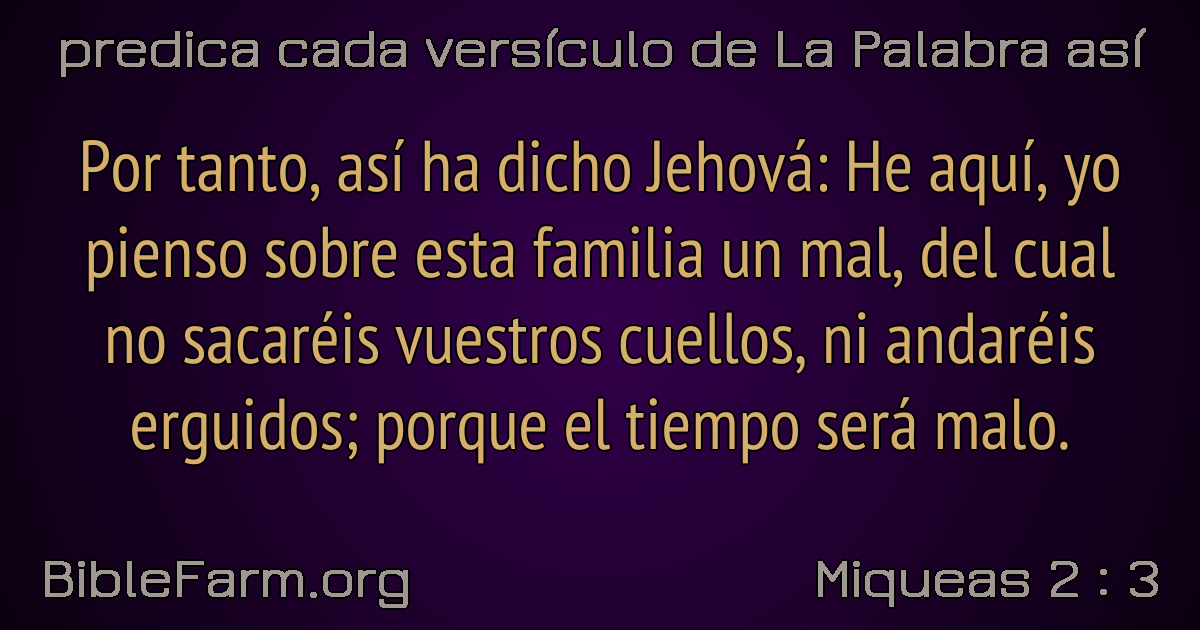 predica cada versículo de La Palabra así
Por tanto, así ha dicho Jehová: He aquí, yo
pienso sobre esta familia un mal, del cual
no sacaréis vuestros cuellos, ni andaréis
erguidos; porque el tiempo será malo.
BibleFarm.org
Miqueas 2 : 3